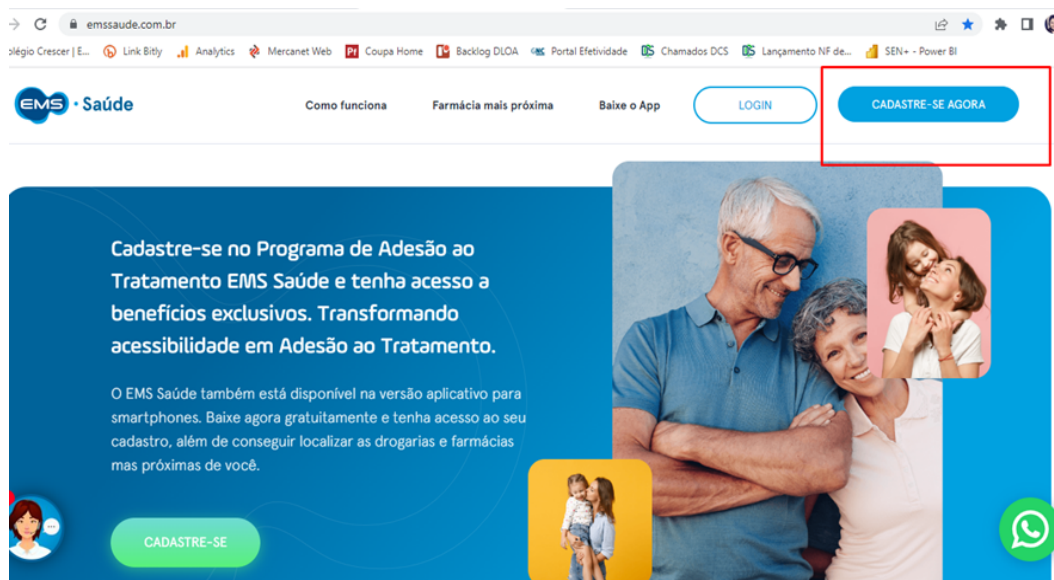 emssaude.com.br
olégio Crescer | E...
Link Bitly
Analytics
Mercanet Web
Coupa Home
Backlog DLOA
Portal Efetividade
Chamados DCS
Lançamento NF de...
SEN+ - Power BI
EMS · Saúde
Como funciona
Farmácia mais próxima
Baixe o App
LOGIN
CADASTRE-SE AGORA
Cadastre-se no Programa de Adesão ao
Tratamento EMS Saúde e tenha acesso a
benefícios exclusivos. Transformando
acessibilidade em Adesão ao Tratamento.
O EMS Saúde também está disponível na versão aplicativo para
smartphones. Baixe agora gratuitamente e tenha acesso ao seu
cadastro, além de conseguir localizar as drogarias e farmácias
mas próximas de você.
CADASTRE-SE